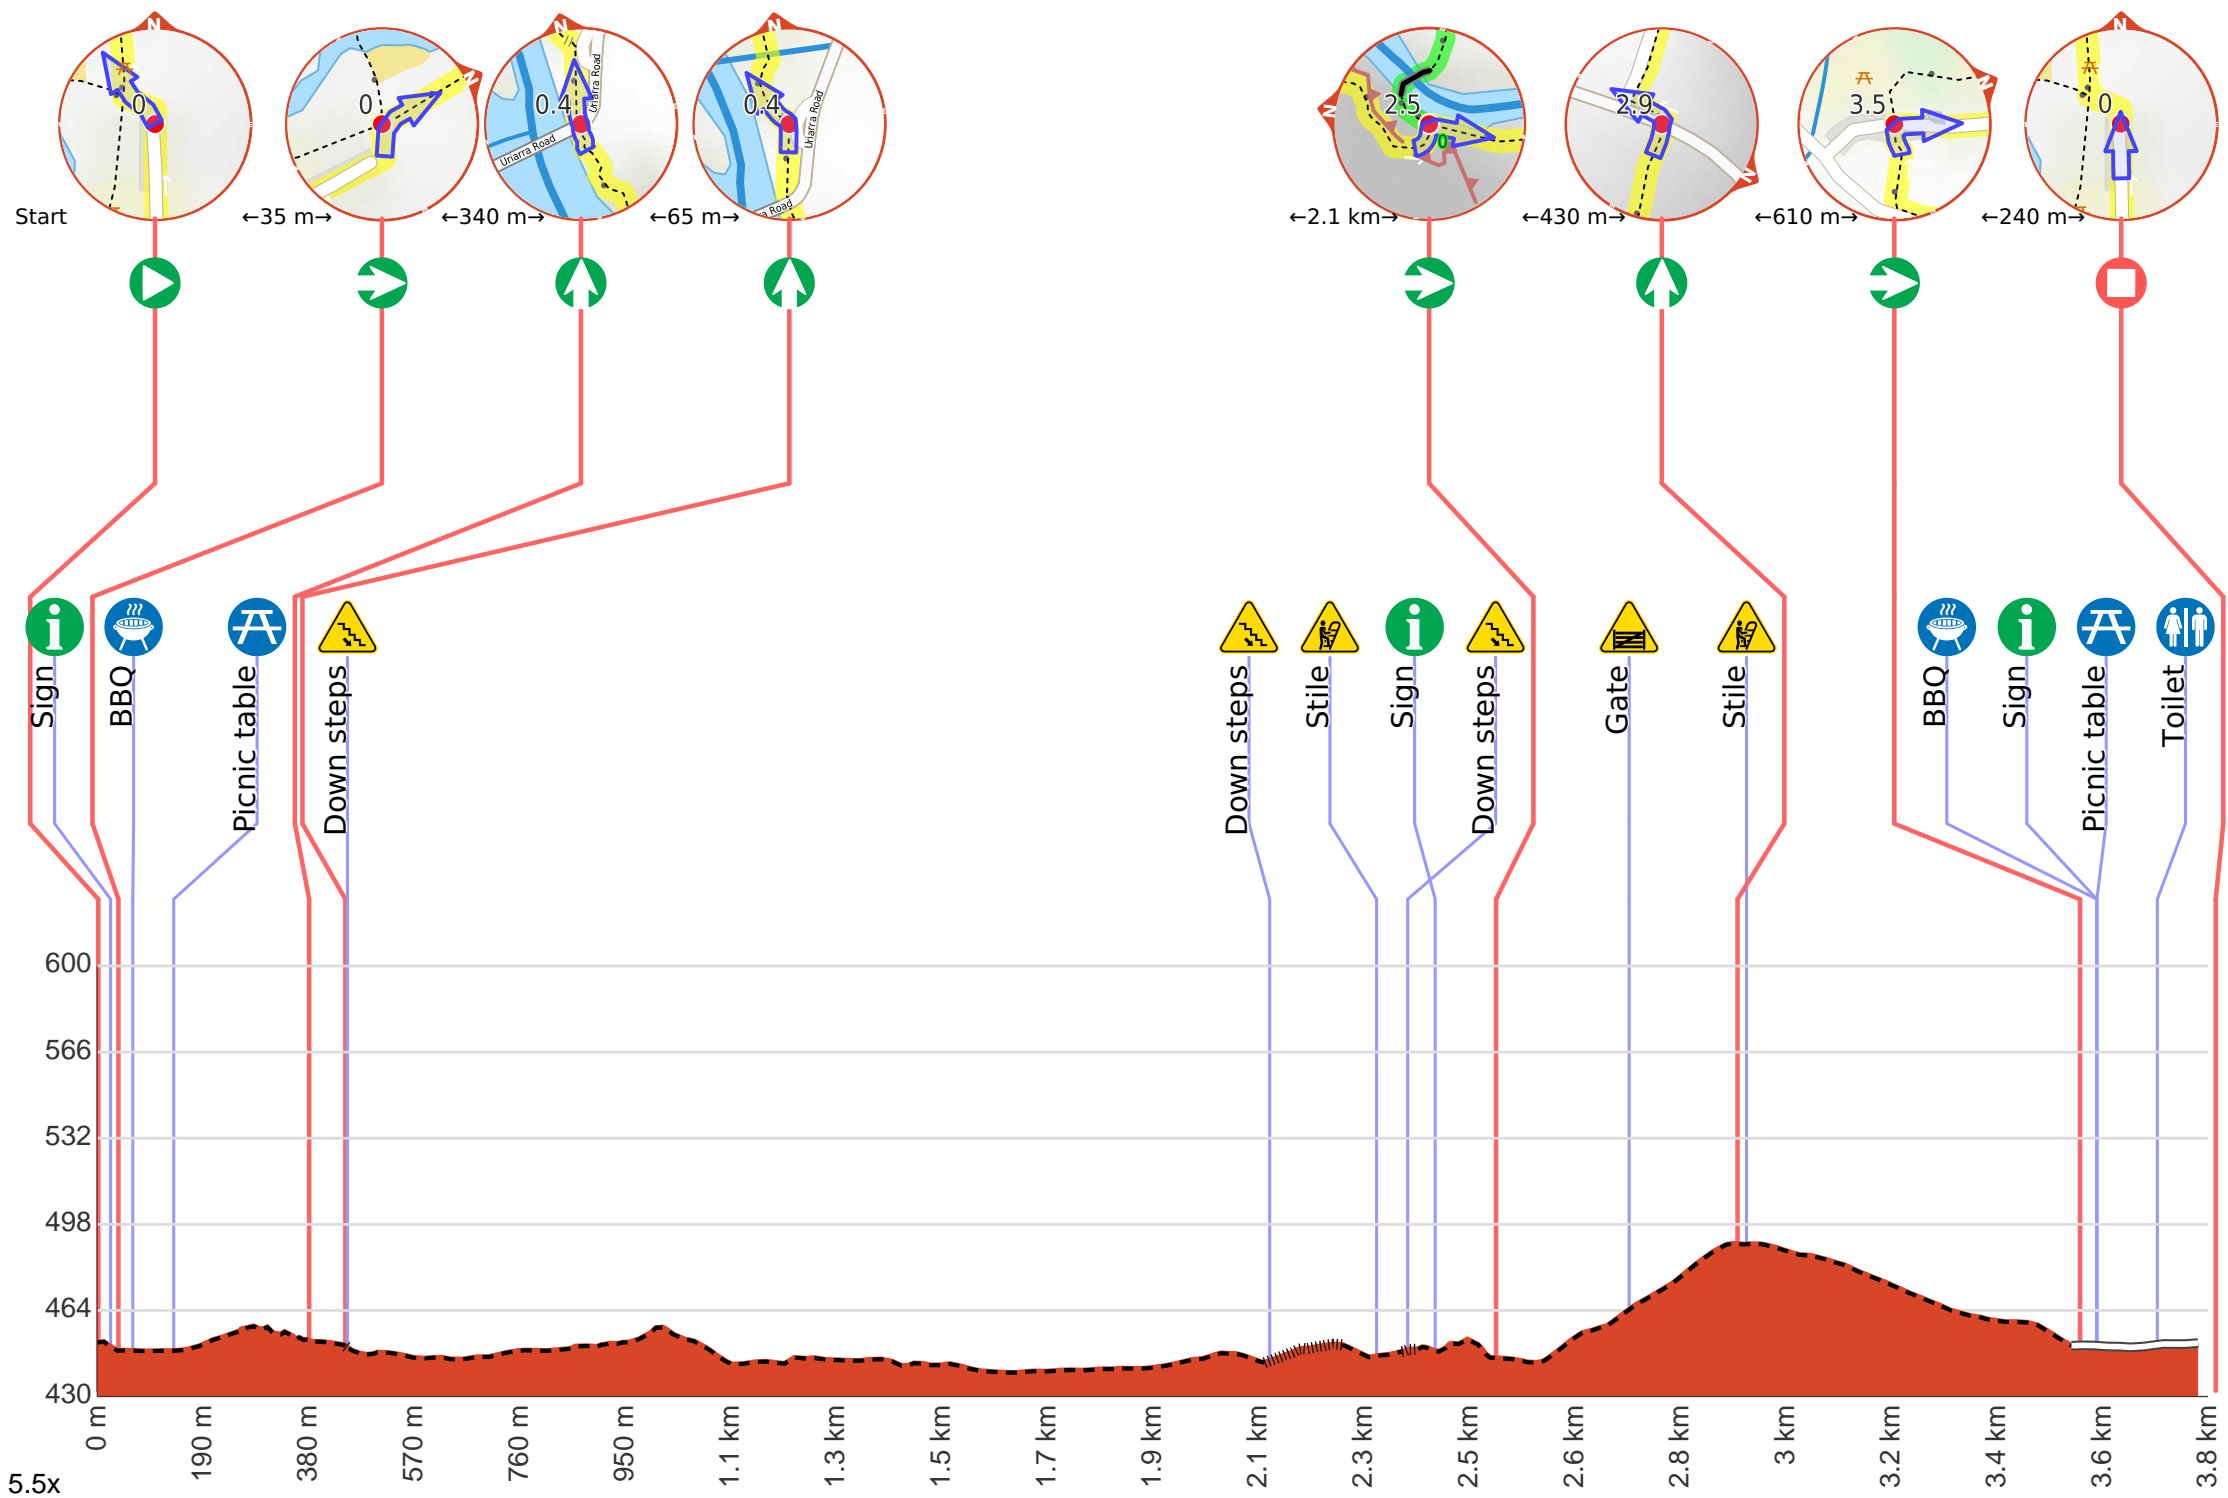 N
N
N
N
N
N
N
N
0
0
0.4
0.4
2.5
0
2.9
3.5
0
Uriarra Road
Uriarra Road
Uriarra Road
a Road
Start
←35 m→
←340 m→
←65 m→
←2.1 km→
←430 m→
←610 m→
←240 m→
Sign
BBQ
Picnic table
Down steps
Down steps
Stile
Sign
Down steps
Gate
Stile
BBQ
Sign
Picnic table
Toilet
600
566
532
498
464
430
0 m
190 m
380 m
570 m
760 m
950 m
1.1 km
1.3 km
1.5 km
1.7 km
1.9 km
2.1 km
2.3 km
2.5 km
2.6 km
2.8 km
3 km
3.2 km
3.4 km
3.6 km
3.8 km
5.5x